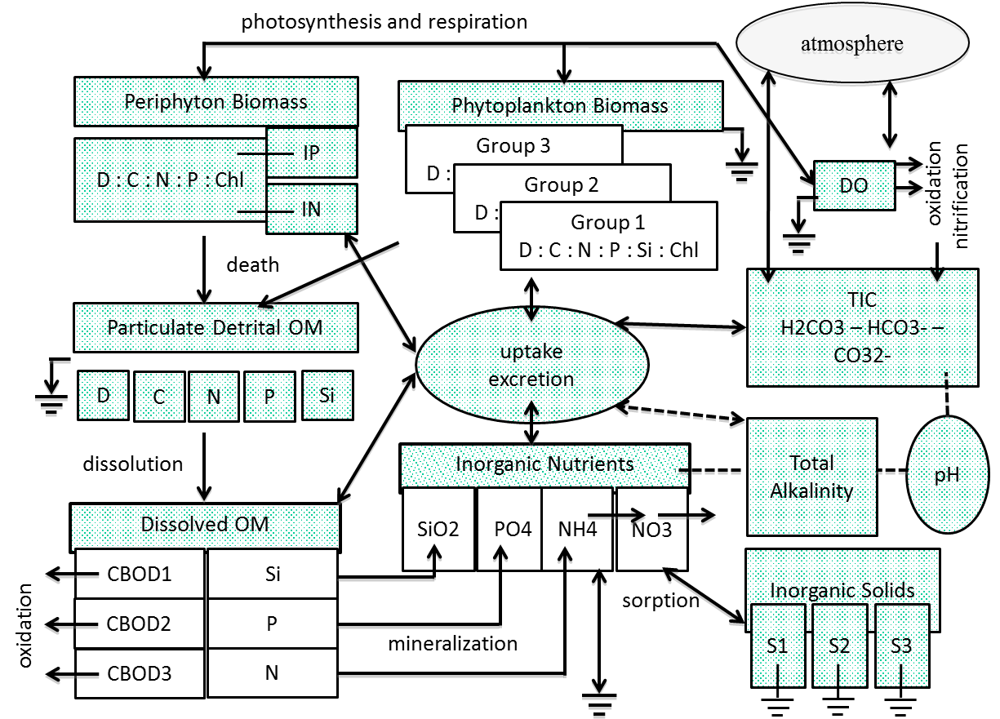 photosynthesis and respiration
atmosphere
Periphyton Biomass
Phytoplankton Biomass
IP
D : C : N : P : Chl
IN
Group 3
D :
Group 2
D :
Group 1
D : C : N : P : Si : Chl
DO
oxidation
nitrification
death
TIC
H2CO3 – HCO3- –
CO32-
Particulate Detrital OM
D
C
N
P
Si
uptake
excretion
dissolution
Inorganic Nutrients
SiO2
PO4
NH4
NO3
Total
Alkalinity
pH
Dissolved OM
CBOD1
Si
CBOD2
P
CBOD3
N
oxidation
mineralization
sorption
Inorganic Solids
S1
S2
S3